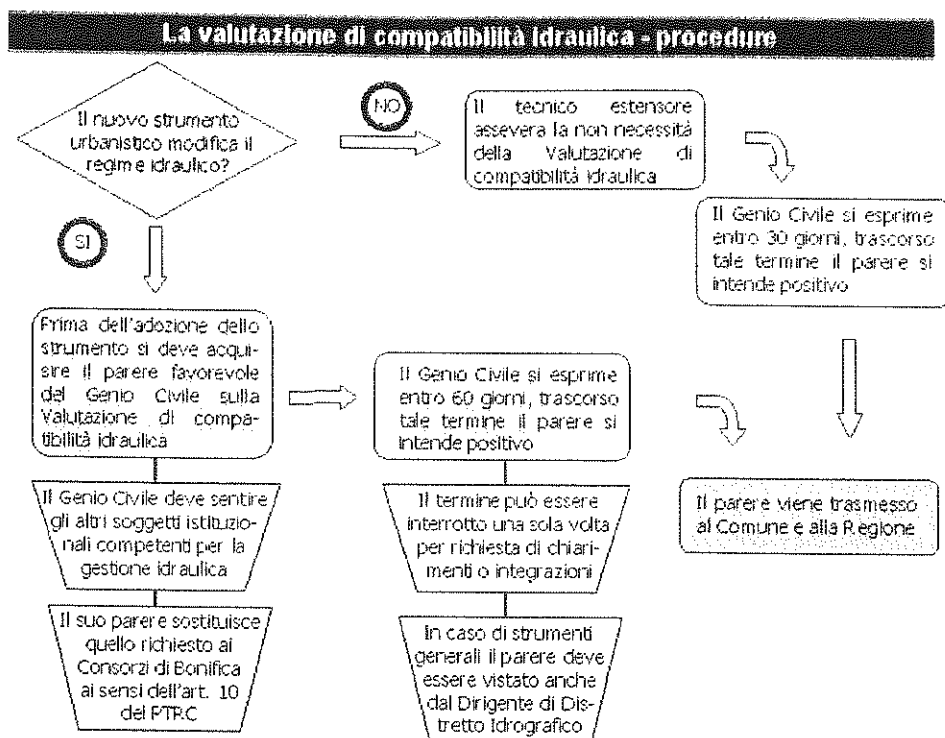 La valutazione di compatibilità idraulica - procedure
Il nuovo strumento
urbanistico modifica il
regime idraulico?
NO
Il tecnico estensore
assevera la non necessità
della Valutazione di
compatibilità idraulica
Il Genio Civile si esprime
entro 30 giorni, trascorso
tale termine il parere si
intende positivo
SI
Prima dell'adozione dello
strumento si deve acqui-
sire il parere favorevole
del Genio Civile sulla
Valutazione di compa-
tibilità idraulica
Il Genio Civile si esprime
entro 60 giorni, trascorso
tale termine il parere si
intende positivo
Il parere viene trasmesso
al Comune e alla Regione
Il Genio Civile deve sentire
gli altri soggetti istituzio-
nali competenti per la
gestione idraulica
Il termine può essere
interrotto una sola volta
per richiesta di chiari-
menti o integrazioni
Il suo parere sostituisce
quello richiesto ai
Consorzi di Bonifica
ai sensi dell'art. 10
del PTRC
In caso di strumenti
generali il parere deve
essere vistato anche
dal Dirigente di Dis-
tretto Idrografico